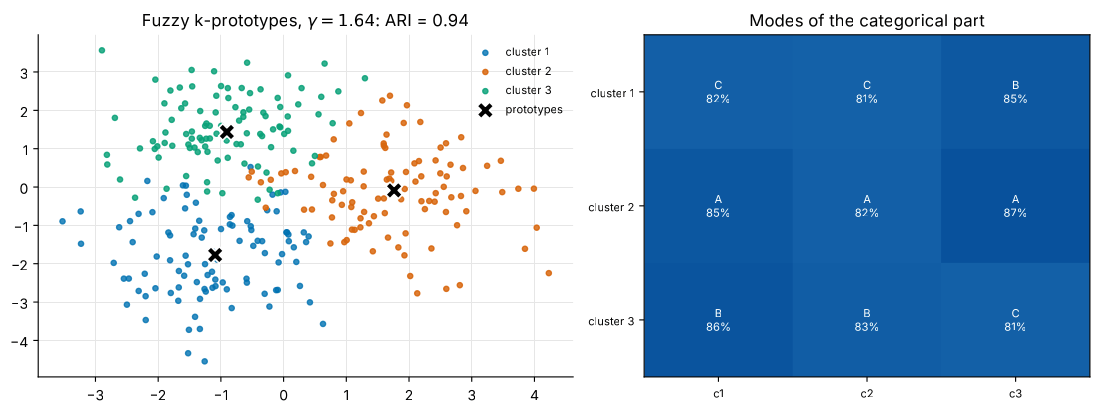 Fuzzy k-prototypes, γ = 1.64: ARI = 0.94
cluster 1
cluster 2
cluster 3
prototypes
3
2
1
0
−1
−2
−3
−4
−3
−2
−1
0
1
2
3
4
Modes of the categorical part
cluster 1
C
82%
C
81%
B
85%
cluster 2
A
85%
A
82%
A
87%
cluster 3
B
86%
B
83%
C
81%
c1
c2
c3